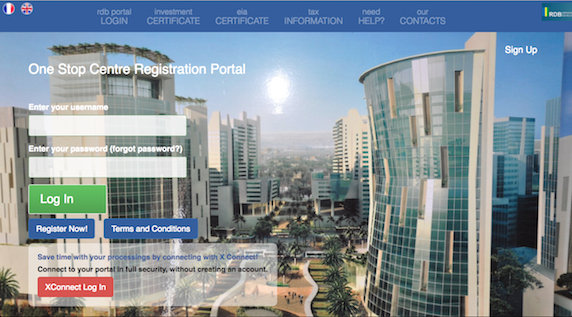 rdb portal
LOGIN
investment
CERTIFICATE
eia
CERTIFICATE
tax
INFORMATION
need
HELP?
our
CONTACTS
RDB
Sign Up
One Stop Centre Registration Portal
Enter your username
Enter your password (forgot password?)
Log In
Register Now!
Terms and Conditions
Save time with your processings by connecting with X Connect!
Connect to your portal in full security, without creating an account.
XConnect Log In